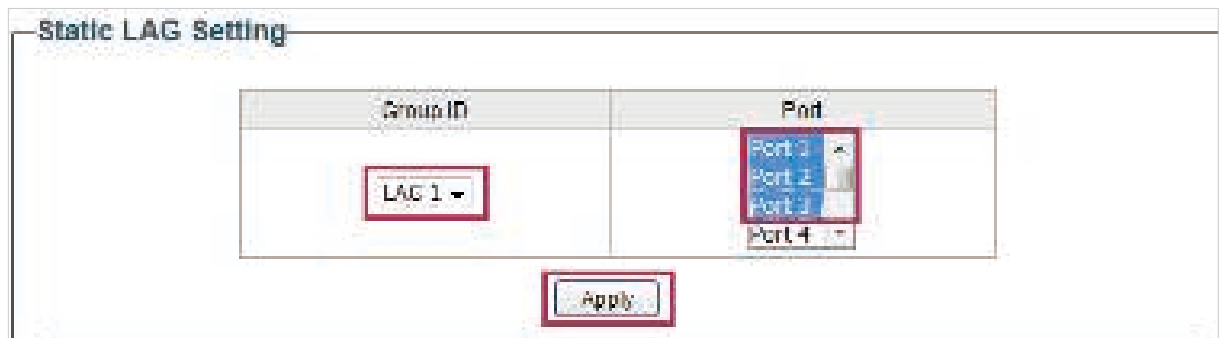 Static LAG Setting
Group ID Port
LAG 1
Port 1
Port 2
Port 3
Port 4
Apply